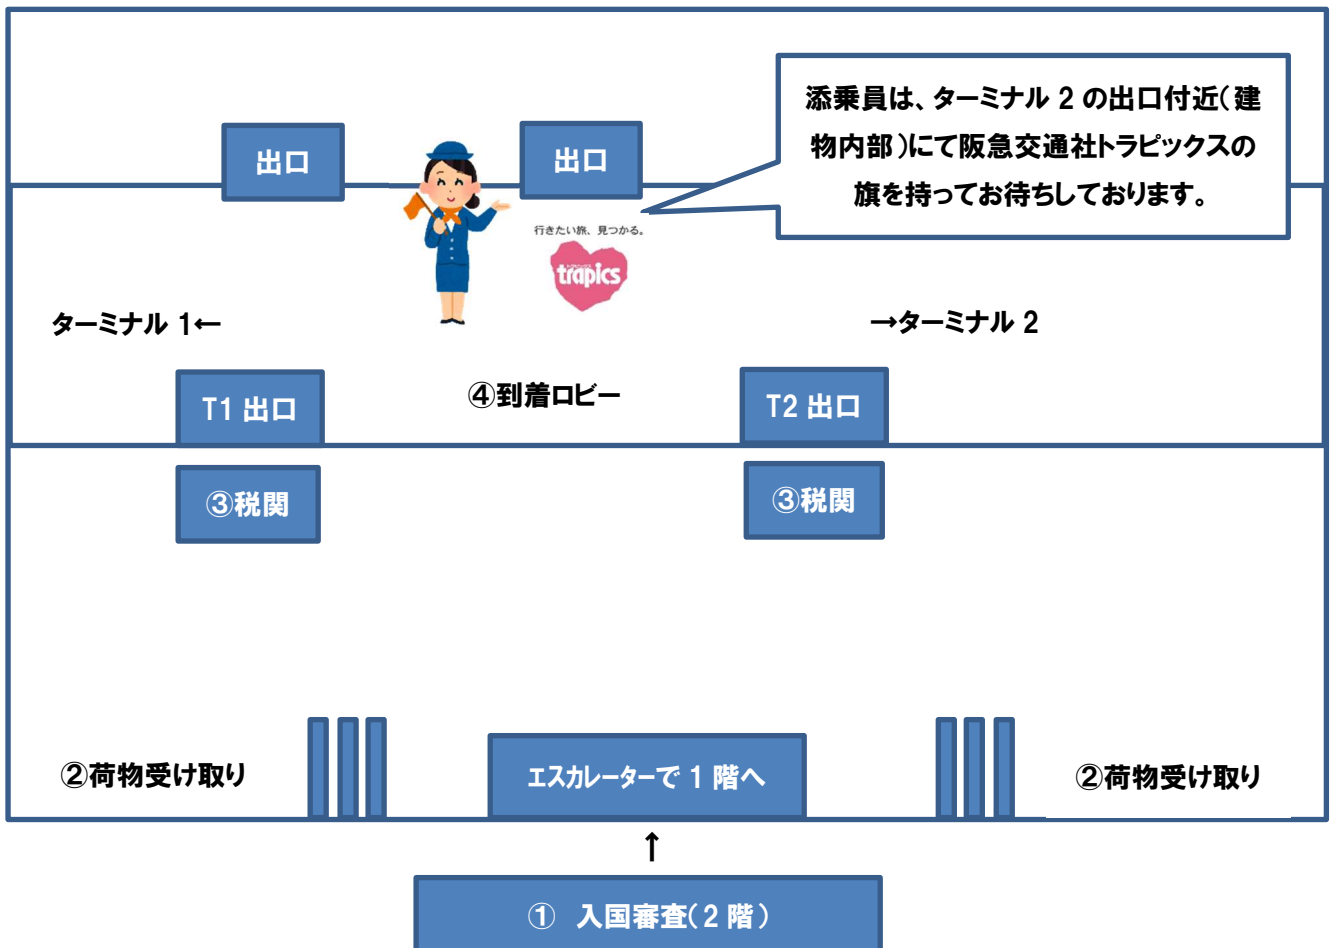 添乗員は、ターミナル 2 の出口付近(建
物内部)にて阪急交通社トラピックスの
旗を持ってお待ちしております。
出口
出口
行きたい旅、見つかる。
trapics
ターミナル 1←
→ターミナル 2
④到着ロビー
T1 出口
T2 出口
③税関
③税関
②荷物受け取り
エスカレーターで 1 階へ
②荷物受け取り
↑
① 入国審査(2 階)